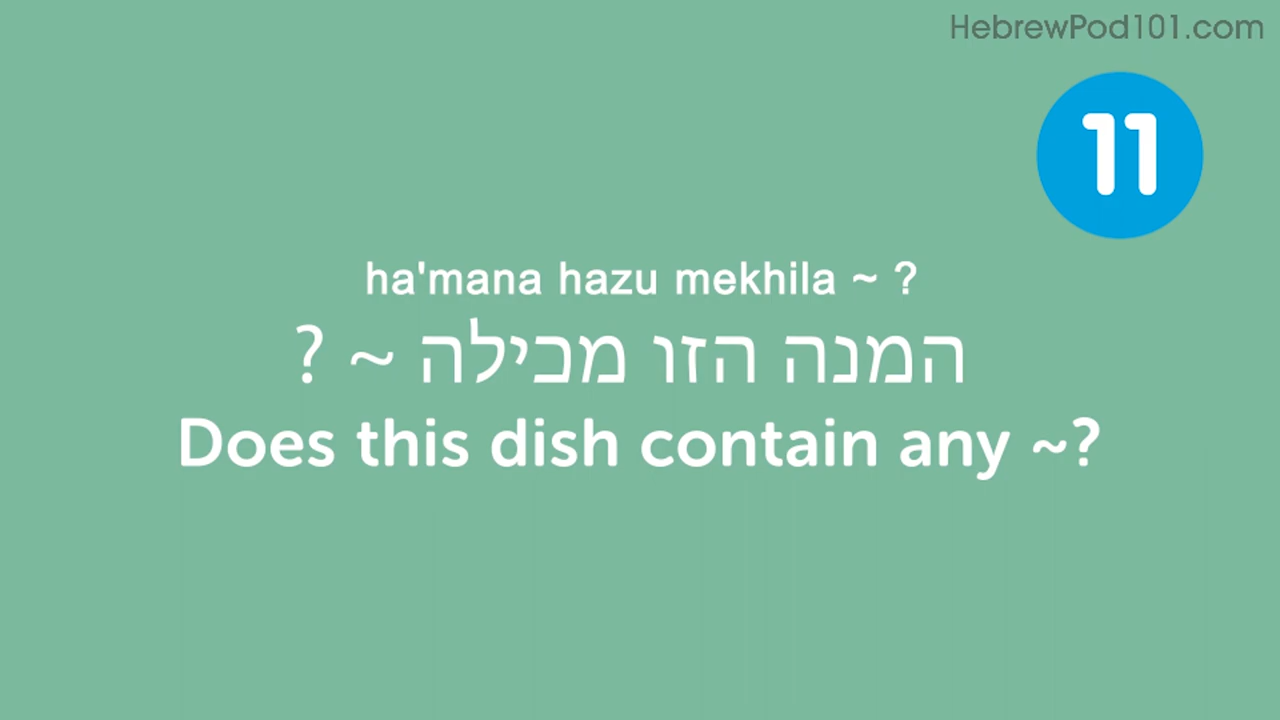 HebrewPod101.com
11
ha'mana hazu mekhila ~ ?
המנה הזו מכילה ~ ?
Does this dish contain any ~?